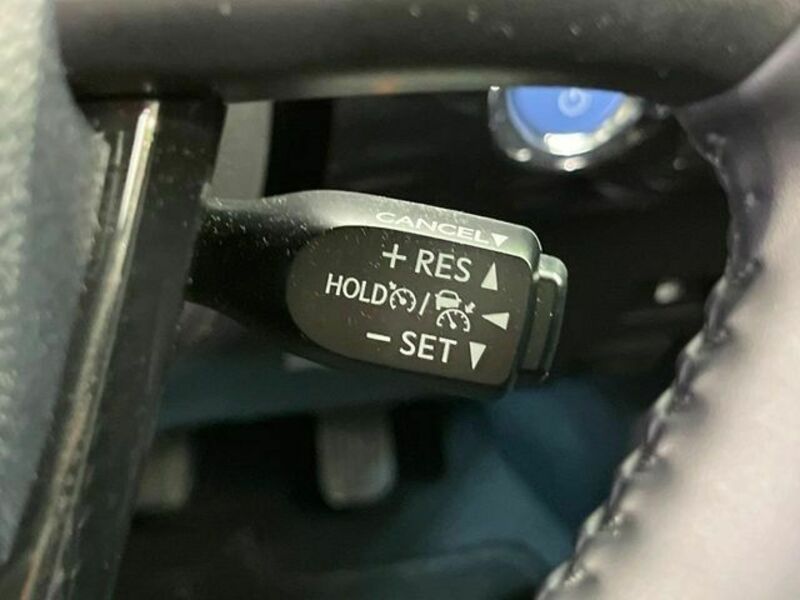 CANCEL▼
+ RES ▲
HOLD / ◀
- SET ▼